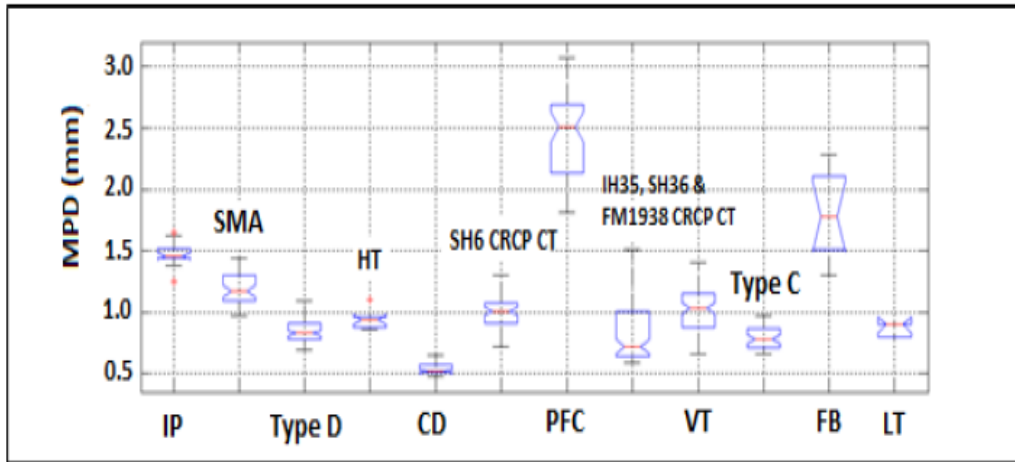 MPD (mm)
3.0
2.5
2.0
1.5
1.0
0.5
SMA
HT
SH6 CRCP CT
IH35, SH36 &
FM1938 CRCP CT
Type C
IP
Type D
CD
PFC
VT
FB
LT